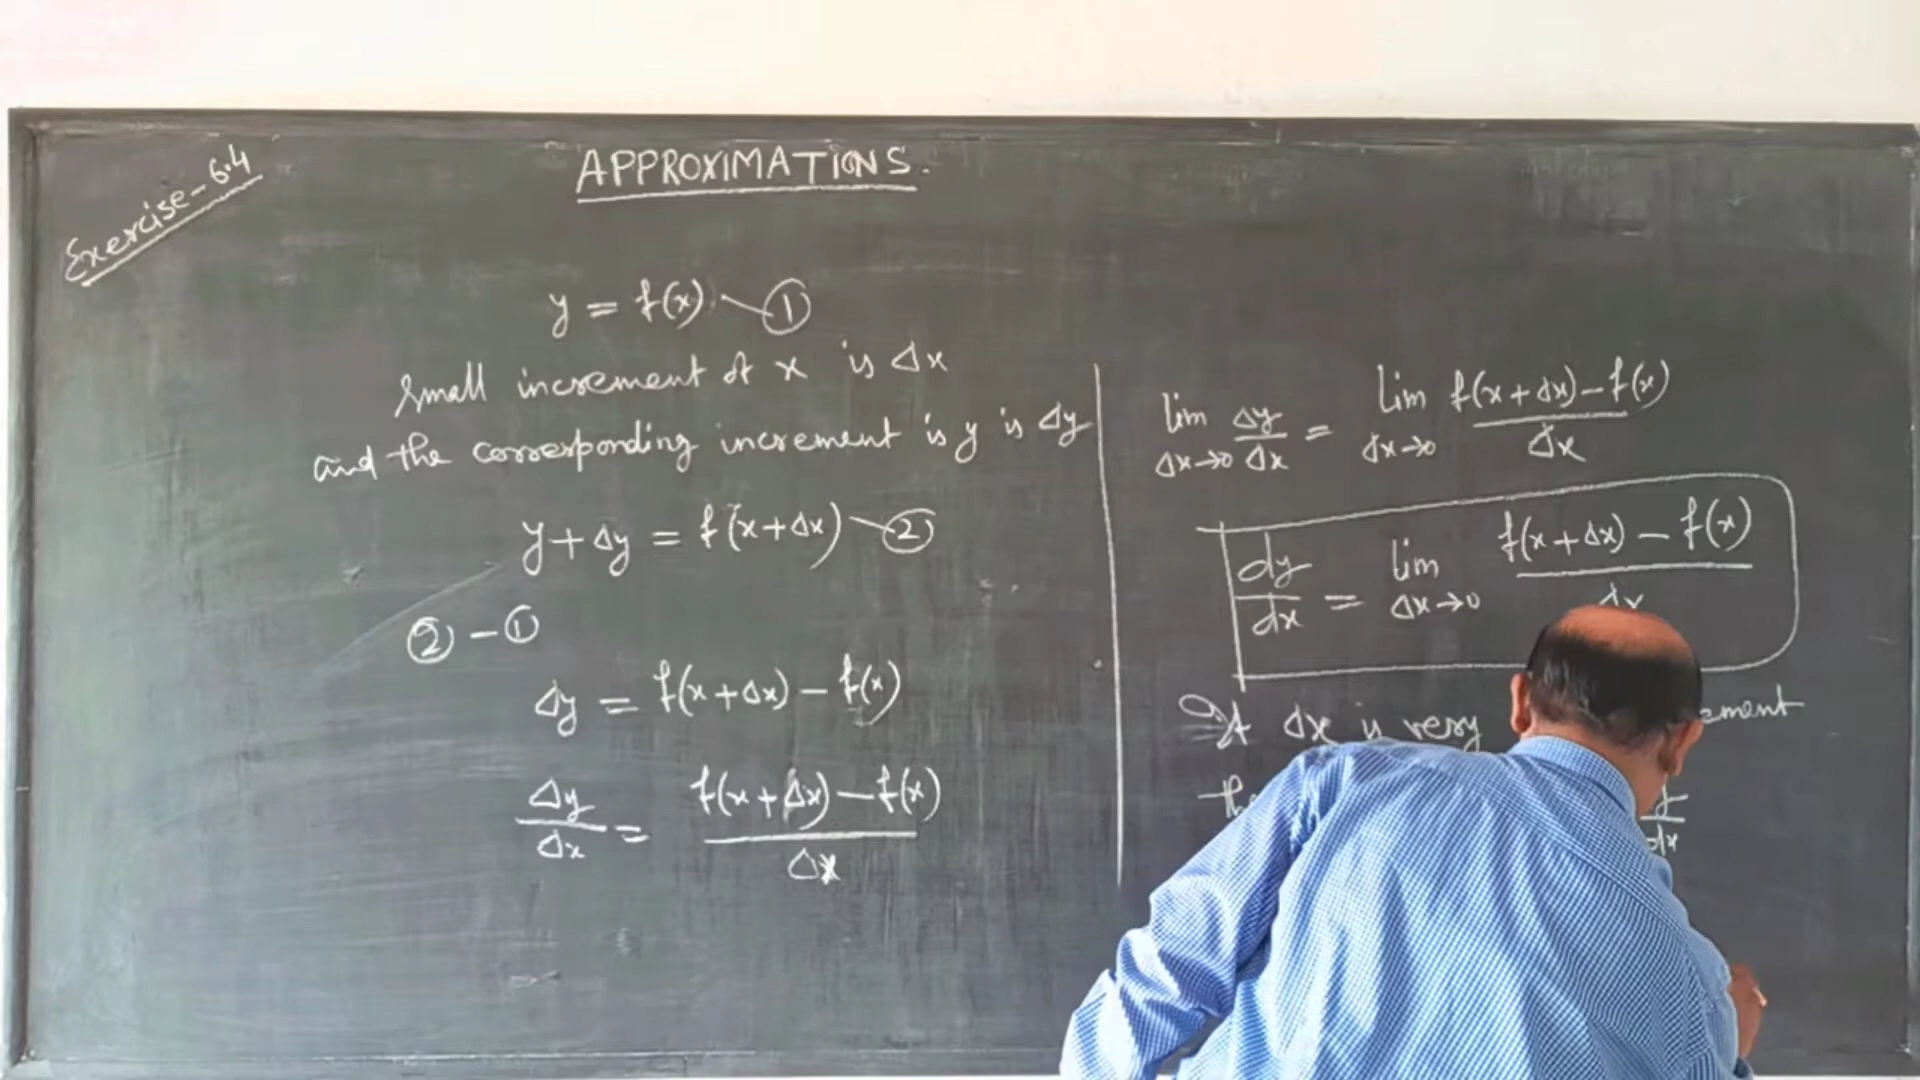 Exercise - 6.4
APPROXIMATIONS.
y = f(x) — ①
Small increment of x is Δx
and the corresponding increment is y is Δy
y + Δy = f(x + Δx) — ②
② - ①
Δy = f(x + Δx) - f(x)
Δy/Δx = f(x + Δx) - f(x) / Δx
lim Δx→0 Δy/Δx = lim Δx→0 f(x + Δx) - f(x) / Δx
dy/dx = lim Δx→0 f(x + Δx) - f(x) / Δx
If Δx is very
dx